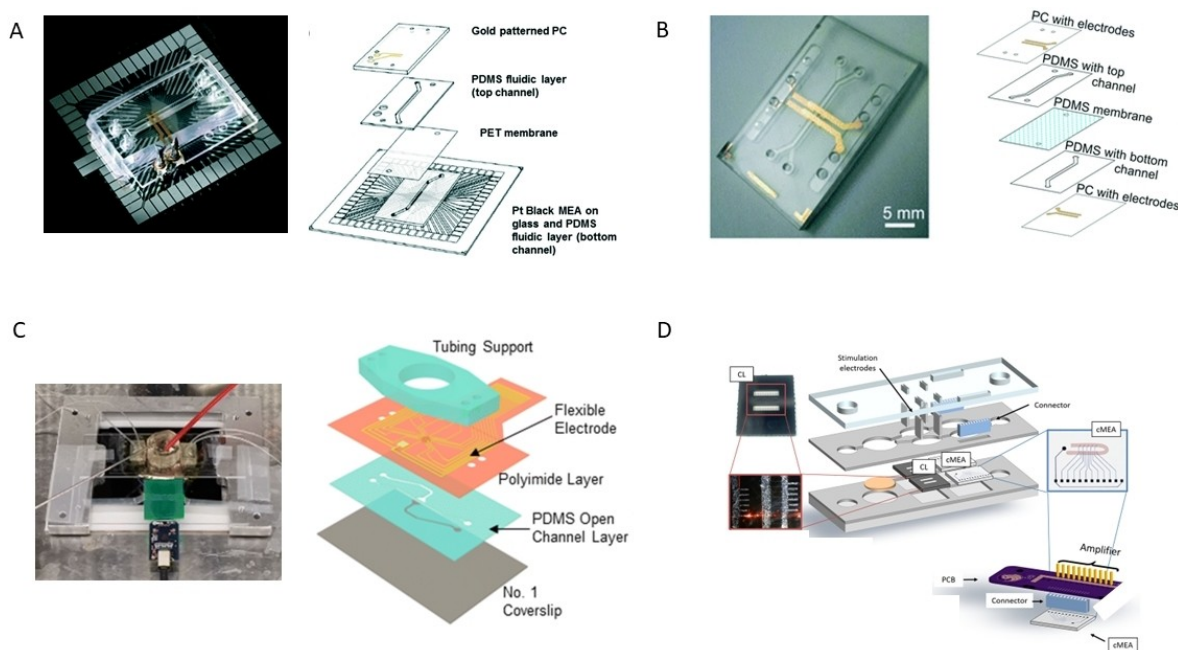 A
Gold patterned PC
PDMS fluidic layer
(top channel)
PET membrane
Pt Black MEA on
glass and PDMS
fluidic layer (bottom
channel)
B
5 mm
PC with electrodes
PDMS with top
channel
PDMS membrane
PDMS with bottom
channel
PC with electrodes
C
Tubing Support
Flexible
Electrode
Polyimide Layer
PDMS Open
Channel Layer
No. 1
Coverslip
D
CL
Stimulation
electrodes
Connector
cMEA
CL
cMEA
Amplifier
PCB
Connector
cMEA